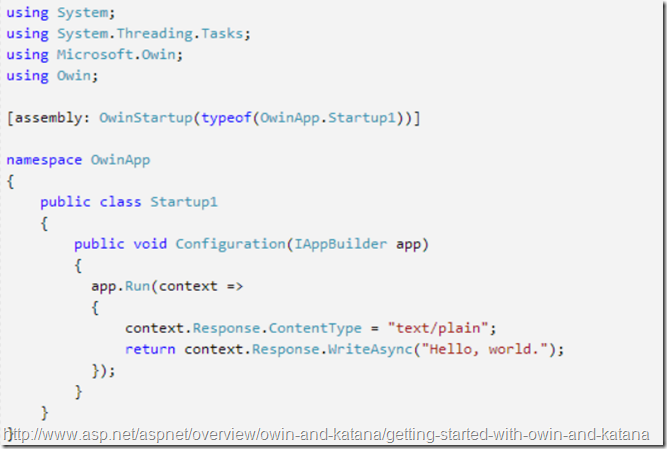 using System;
using System.Threading.Tasks;
using Microsoft.Owin;
using Owin;
[assembly: OwinStartup(typeof(OwinApp.Startup1))]
namespace OwinApp
{
    public class Startup1
    {
        public void Configuration(IAppBuilder app)
        {
          app.Run(context =>
          {
              context.Response.ContentType = "text/plain";
              return context.Response.WriteAsync("Hello, world.");
          });
        }
    }
}
http://www.asp.net/aspnet/overview/owin-and-katana/getting-started-with-owin-and-katana